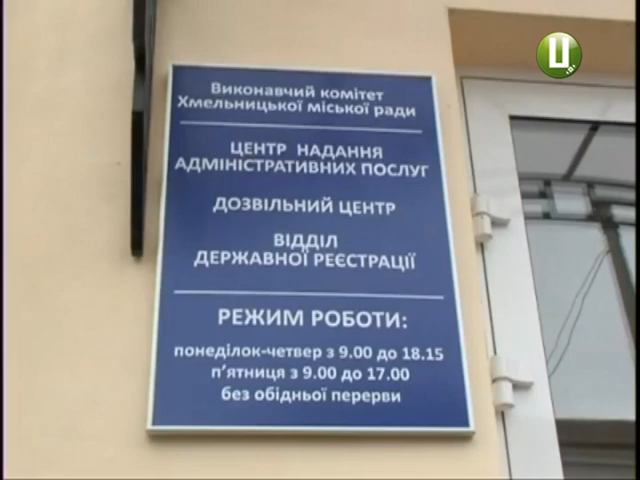 Ц
Виконавчий комітет
Хмельницької міської ради
ЦЕНТР НАДАННЯ
АДМІНІСТРАТИВНИХ ПОСЛУГ
ДОЗВІЛЬНИЙ ЦЕНТР
ВІДДІЛ
ДЕРЖАВНОЇ РЕЄСТРАЦІЇ
РЕЖИМ РОБОТИ:
понеділок-четвер з 9.00 до 18.15
п'ятниця з 9.00 до 17.00
без обідньої перерви